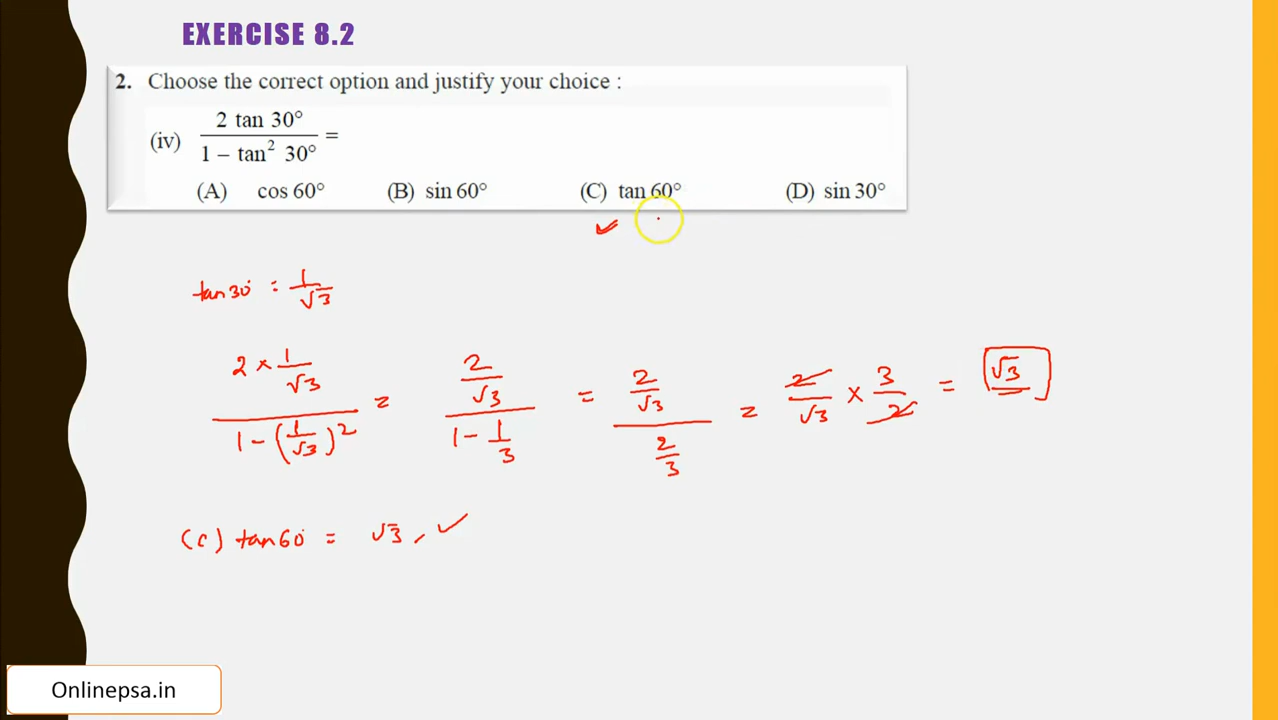 EXERCISE 8.2
2. Choose the correct option and justify your choice :
(iv) 2 tan 30° / 1 − tan² 30° =
(A) cos 60° (B) sin 60° (C) tan 60° (D) sin 30°
✓
tan 30° = 1/√3
2 × 1/√3 / 1 − (1/√3)² = 2/√3 / 1 − 1/3 = 2/√3 / 2/3 = 2/√3 × 3/2 = √3
(C) tan 60° = √3, ✓
Onlinepsa.in